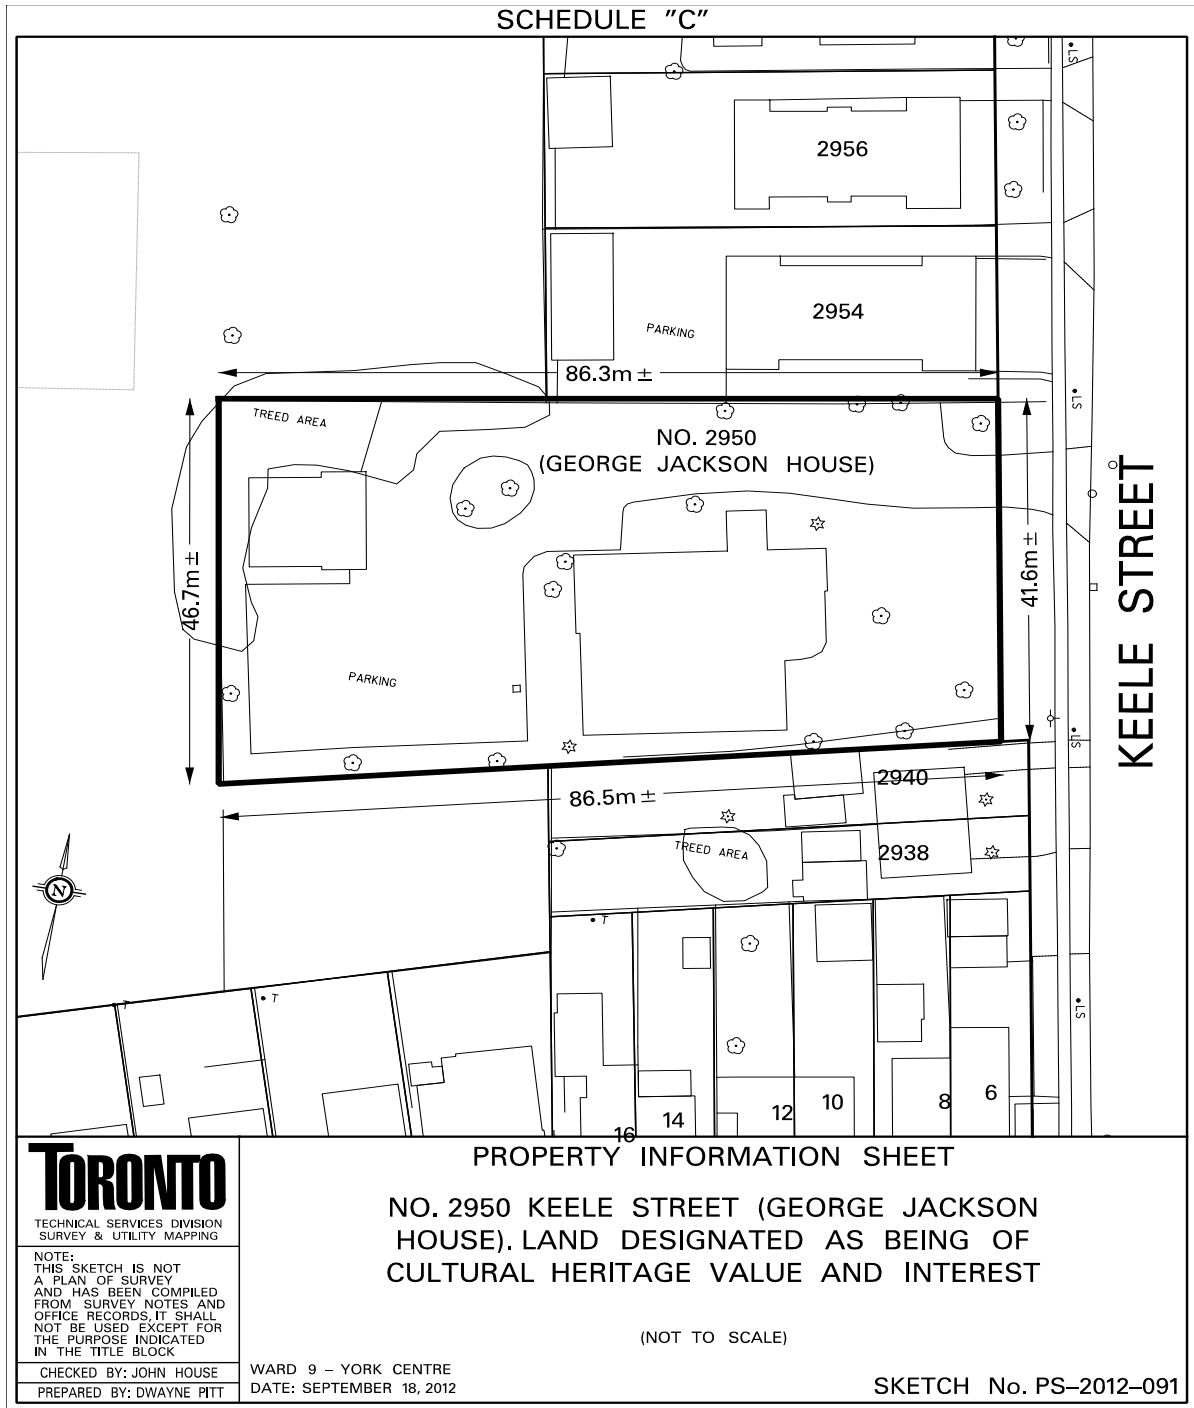 SCHEDULE "C"
LS
2956
2954
PARKING
86.3m ±
LS
TREED AREA
NO. 2950
(GEORGE JACKSON HOUSE)
46.7m ±
41.6m ±
KEELE STREET
PARKING
LS
2940
86.5m ±
TREED AREA
2938
N
T
T
T
LS
16
14
12
10
8
6
TORONTO
TECHNICAL SERVICES DIVISION
SURVEY & UTILITY MAPPING
NOTE:
THIS SKETCH IS NOT
A PLAN OF SURVEY
AND HAS BEEN COMPILED
FROM SURVEY NOTES AND
OFFICE RECORDS, IT SHALL
NOT BE USED EXCEPT FOR
THE PURPOSE INDICATED
IN THE TITLE BLOCK
CHECKED BY: JOHN HOUSE
PREPARED BY: DWAYNE PITT
PROPERTY INFORMATION SHEET
NO. 2950 KEELE STREET (GEORGE JACKSON
HOUSE). LAND DESIGNATED AS BEING OF
CULTURAL HERITAGE VALUE AND INTEREST
(NOT TO SCALE)
WARD 9 – YORK CENTRE
DATE: SEPTEMBER 18, 2012
SKETCH No. PS–2012–091